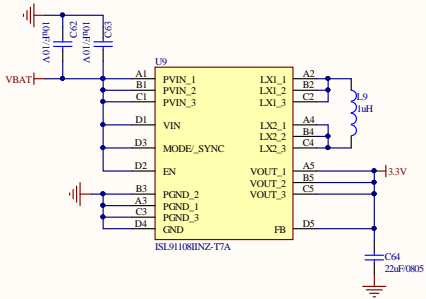 C62
10uF/10V
C63
10uF/10V
U9
VBAT
A1 PVIN_1 LX1_1 A2
B1 PVIN_2 LX1_2 B2
C1 PVIN_3 LX1_3 C2
L9
1uH
D1 VIN LX2_1 A4
LX2_2 B4
D3 MODE/_SYNC LX2_3 C4
D2 EN VOUT_1 A5 3.3V
VOUT_2 B5
B3 PGND_2 VOUT_3 C5
A3 PGND_1
C3 PGND_3
D4 GND FB D5
ISL91108IINZ-T7A
C64
22uF/0805